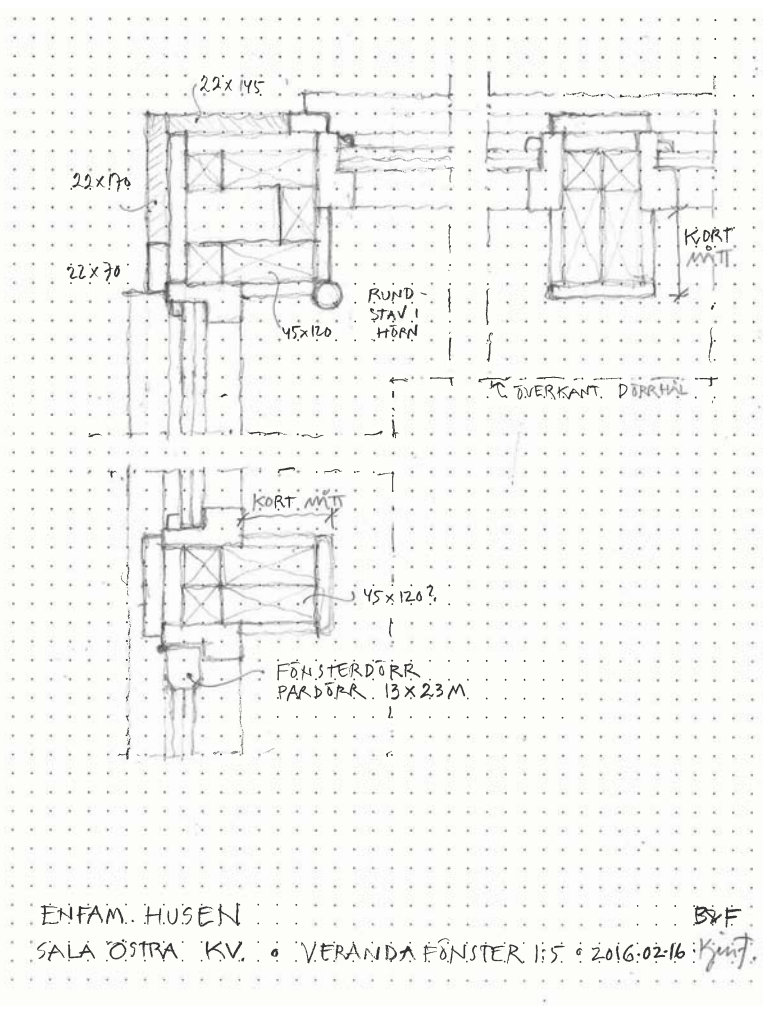 22x145
22x170
22x70
45x120
RUND-
STAV I
HÖRN
KORT
MÅTT
ÖVERKANT DÖRRHÅL
KORT MÅTT
45x120?
FÖNSTERDÖRR
PARDÖRR 13x23M
ENFAM. HUSEN
B&F
SALA ÖSTRA KV. • VERANDA FÖNSTER 1:5 • 2016.02.16